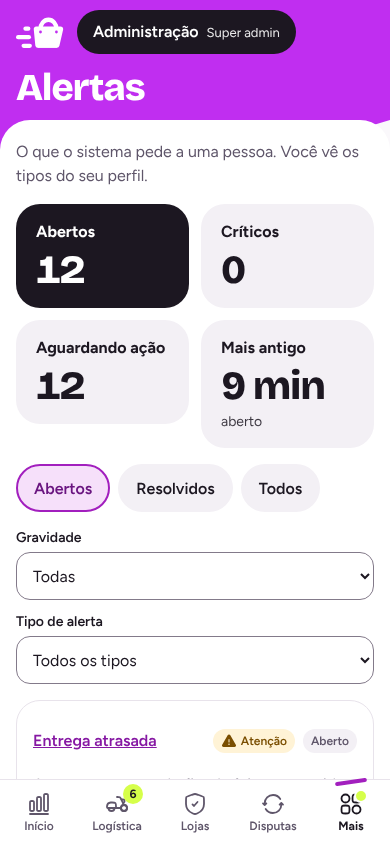 Administração Super admin
Alertas
O que o sistema pede a uma pessoa. Você vê os
tipos do seu perfil.
Abertos
12
Críticos
0
Aguardando ação
12
Mais antigo
9 min
aberto
Abertos
Resolvidos
Todos
Gravidade
Todas
Tipo de alerta
Todos os tipos
Entrega atrasada
Atenção
Aberto
6
Início
Logística
Lojas
Disputas
Mais